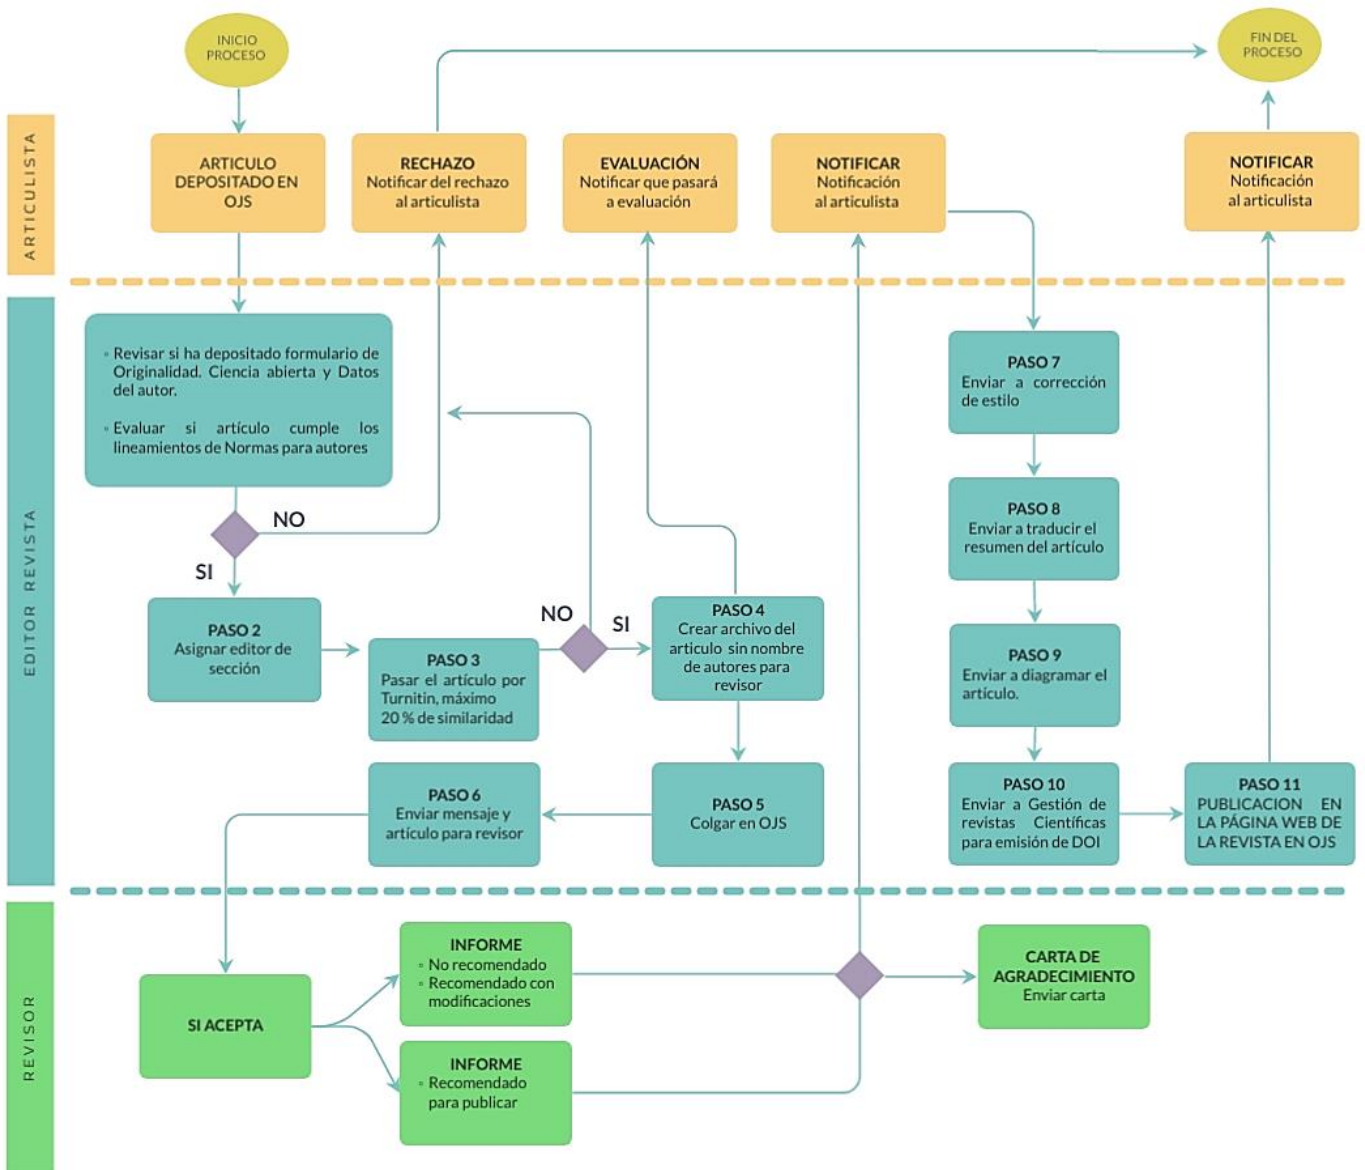 INICIO
PROCESO
FIN DEL
PROCESO
ARTICULISTA
ARTICULO
DEPOSITADO EN
OJS
RECHAZO
Notificar del rechazo
al articulista
EVALUACIÓN
Notificar que pasará
a evaluación
NOTIFICAR
Notificación
al articulista
NOTIFICAR
Notificación
al articulista
EDITOR REVISTA
◦ Revisar si ha depositado formulario de
Originalidad. Ciencia abierta y Datos
del autor.
◦ Evaluar si artículo cumple los
lineamientos de Normas para autores
NO
SI
PASO 2
Asignar editor de
sección
PASO 3
Pasar el artículo por
Turnitin, máximo
20 % de similaridad
NO
SI
PASO 4
Crear archivo del
articulo sin nombre
de autores para
revisor
PASO 5
Colgar en OJS
PASO 6
Enviar mensaje y
artículo para revisor
PASO 7
Enviar a corrección
de estilo
PASO 8
Enviar a traducir el
resumen del artículo
PASO 9
Enviar a diagramar el
artículo.
PASO 10
Enviar a Gestión de
revistas Científicas
para emisión de DOI
PASO 11
PUBLICACION EN
LA PÁGINA WEB DE
LA REVISTA EN OJS
REVISOR
SI ACEPTA
INFORME
◦ No recomendado
◦ Recomendado con
modificaciones
INFORME
◦ Recomendado
para publicar
CARTA DE
AGRADECIMIENTO
Enviar carta